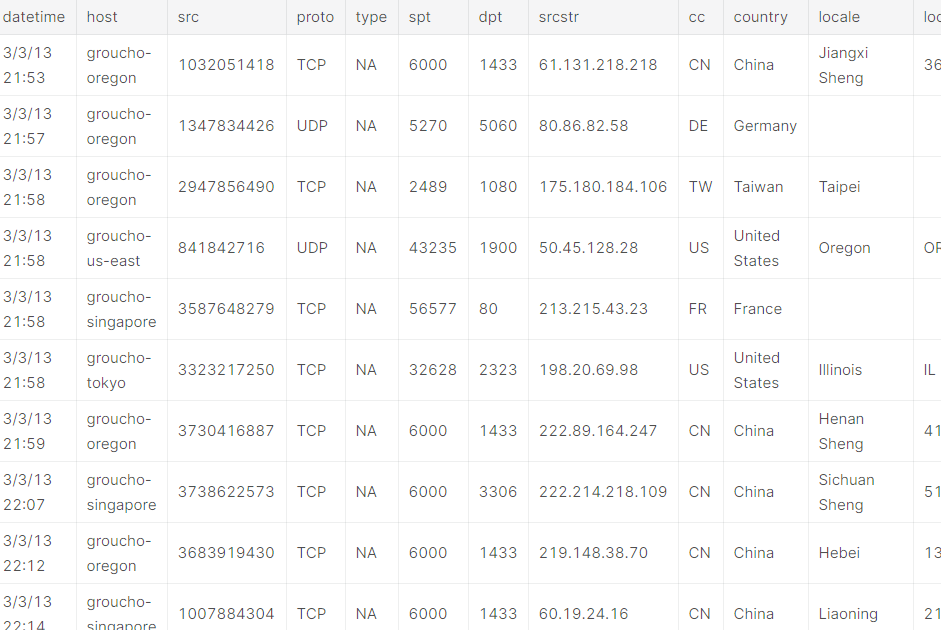 datetime host src proto type spt dpt srcstr cc country locale
3/3/13 21:53 groucho-oregon 1032051418 TCP NA 6000 1433 61.131.218.218 CN China Jiangxi Sheng 36
3/3/13 21:57 groucho-oregon 1347834426 UDP NA 5270 5060 80.86.82.58 DE Germany
3/3/13 21:58 groucho-oregon 2947856490 TCP NA 2489 1080 175.180.184.106 TW Taiwan Taipei
3/3/13 21:58 groucho-us-east 841842716 UDP NA 43235 1900 50.45.128.28 US United States Oregon OR
3/3/13 21:58 groucho-singapore 3587648279 TCP NA 56577 80 213.215.43.23 FR France
3/3/13 21:58 groucho-tokyo 3323217250 TCP NA 32628 2323 198.20.69.98 US United States Illinois IL
3/3/13 21:59 groucho-oregon 3730416887 TCP NA 6000 1433 222.89.164.247 CN China Henan Sheng 41
3/3/13 22:07 groucho-singapore 3738622573 TCP NA 6000 3306 222.214.218.109 CN China Sichuan Sheng 51
3/3/13 22:12 groucho-oregon 3683919430 TCP NA 6000 1433 219.148.38.70 CN China Hebei 13
3/3/13 22:14 groucho-singapore 1007884304 TCP NA 6000 1433 60.19.24.16 CN China Liaoning 21